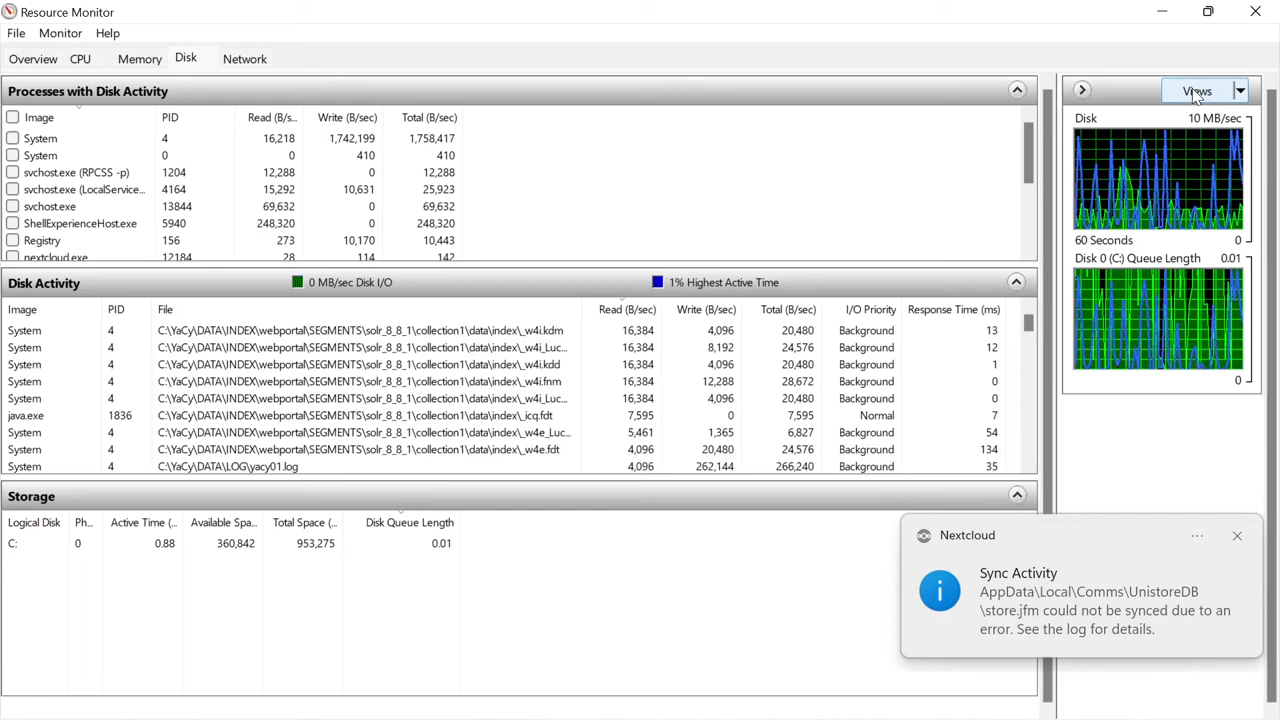 Resource Monitor
File Monitor Help
Overview CPU Memory Disk Network
Processes with Disk Activity
Image PID Read (B/s... Write (B/sec) Total (B/sec)
System 4 16,218 1,742,199 1,758,417
System 0 0 410 410
svchost.exe (RPCSS -p) 1204 12,288 0 12,288
svchost.exe (LocalService... 4164 15,292 10,631 25,923
svchost.exe 13844 69,632 0 69,632
ShellExperienceHost.exe 5940 248,320 0 248,320
Registry 156 273 10,170 10,443
nextcloud.exe 12184 28 114 142
Disk Activity 0 MB/sec Disk I/O 1% Highest Active Time
Image PID File Read (B/sec) Write (B/sec) Total (B/sec) I/O Priority Response Time (ms)
System 4 C:\YaCy\DATA\INDEX\webportal\SEGMENTS\solr_8_8_1\collection1\data\index\_w4i.kdm 16,384 4,096 20,480 Background 13
System 4 C:\YaCy\DATA\INDEX\webportal\SEGMENTS\solr_8_8_1\collection1\data\index\_w4i_Luc... 16,384 8,192 24,576 Background 12
System 4 C:\YaCy\DATA\INDEX\webportal\SEGMENTS\solr_8_8_1\collection1\data\index\_w4i.kdd 16,384 4,096 20,480 Background 1
System 4 C:\YaCy\DATA\INDEX\webportal\SEGMENTS\solr_8_8_1\collection1\data\index\_w4i.fnm 16,384 12,288 28,672 Background 0
System 4 C:\YaCy\DATA\INDEX\webportal\SEGMENTS\solr_8_8_1\collection1\data\index\_w4i_Luc... 16,384 4,096 20,480 Background 0
java.exe 1836 C:\YaCy\DATA\INDEX\webportal\SEGMENTS\solr_8_8_1\collection1\data\index\_icq.fdt 7,595 0 7,595 Normal 7
System 4 C:\YaCy\DATA\INDEX\webportal\SEGMENTS\solr_8_8_1\collection1\data\index\_w4e_Luc... 5,461 1,365 6,827 Background 54
System 4 C:\YaCy\DATA\INDEX\webportal\SEGMENTS\solr_8_8_1\collection1\data\index\_w4e.fdt 4,096 20,480 24,576 Background 134
System 4 C:\YaCy\DATA\LOG\yacy01.log 4,096 262,144 266,240 Background 35
Storage
Logical Disk Ph... Active Time (... Available Spa... Total Space (... Disk Queue Length
C: 0 0.88 360,842 953,275 0.01
Views
Disk 10 MB/sec
60 Seconds 0
Disk 0 (C:) Queue Length 0.01
0
Nextcloud
Sync Activity
AppData\Local\Comms\UnistoreDB
\store.jfm could not be synced due to an
error. See the log for details.